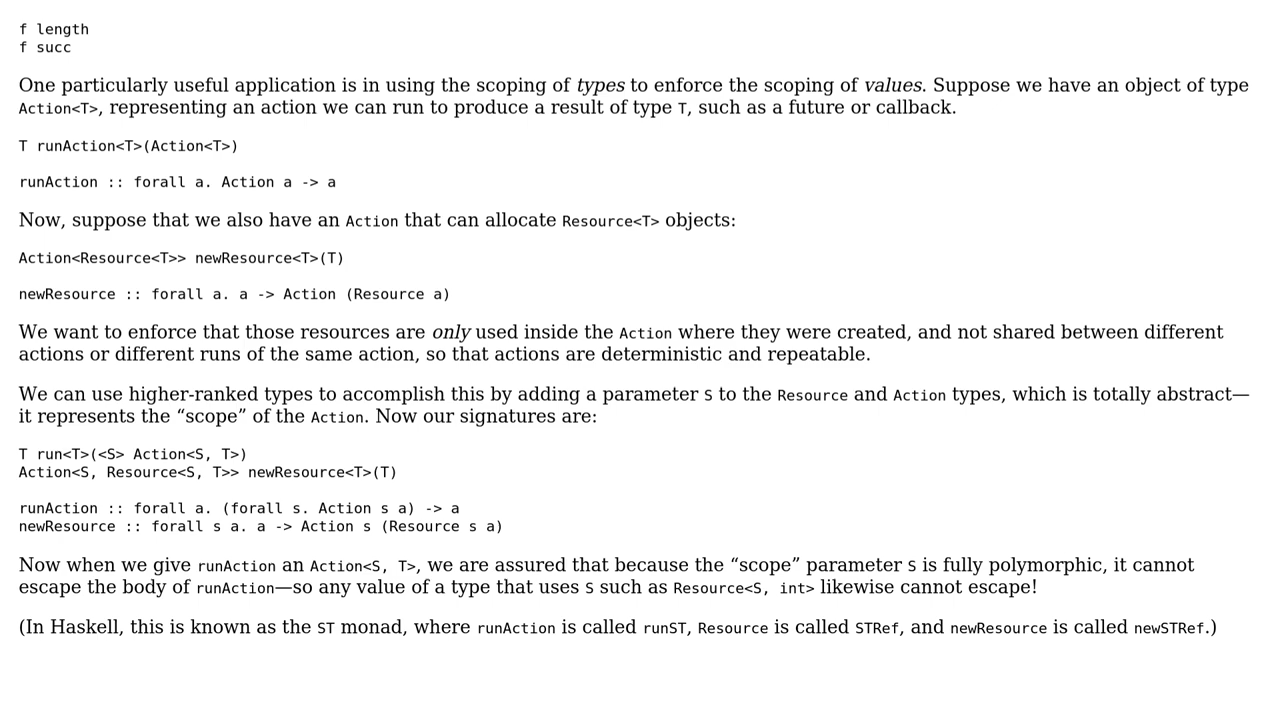 f length
f succ
One particularly useful application is in using the scoping of types to enforce the scoping of values. Suppose we have an object of type
Action<T>, representing an action we can run to produce a result of type T, such as a future or callback.
T runAction<T>(Action<T>)
runAction :: forall a. Action a -> a
Now, suppose that we also have an Action that can allocate Resource<T> objects:
Action<Resource<T>> newResource<T>(T)
newResource :: forall a. a -> Action (Resource a)
We want to enforce that those resources are only used inside the Action where they were created, and not shared between different
actions or different runs of the same action, so that actions are deterministic and repeatable.
We can use higher-ranked types to accomplish this by adding a parameter S to the Resource and Action types, which is totally abstract—
it represents the “scope” of the Action. Now our signatures are:
T run<T>(<S> Action<S, T>)
Action<S, Resource<S, T>> newResource<T>(T)
runAction :: forall a. (forall s. Action s a) -> a
newResource :: forall s a. a -> Action s (Resource s a)
Now when we give runAction an Action<S, T>, we are assured that because the “scope” parameter S is fully polymorphic, it cannot
escape the body of runAction—so any value of a type that uses S such as Resource<S, int> likewise cannot escape!
(In Haskell, this is known as the ST monad, where runAction is called runST, Resource is called STRef, and newResource is called newSTRef.)